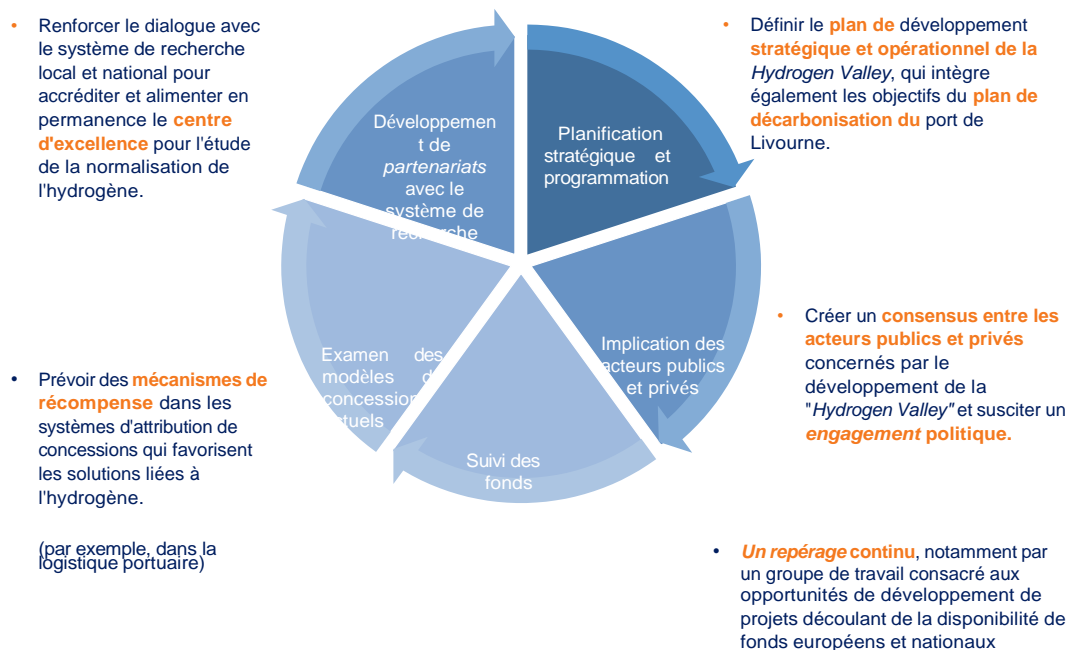 • Renforcer le dialogue avec
le système de recherche
local et national pour
accréditer et alimenter en
permanence le centre
d'excellence pour l'étude
de la normalisation de
l'hydrogène.
Développemen
t de
partenariats
avec le
système de
recherche
Planification
stratégique et
programmation
• Définir le plan de développement
stratégique et opérationnel de la
Hydrogen Valley, qui intègre
également les objectifs du plan de
décarbonisation du port de
Livourne.
Implication des
acteurs publics
et privés
• Créer un consensus entre les
acteurs publics et privés
concernés par le
développement de la
"Hydrogen Valley" et susciter un
engagement politique.
Examen des
modèles d
concession
ctuels
• Prévoir des mécanismes de
récompense dans les
systèmes d'attribution de
concessions qui favorisent
les solutions liées à
l'hydrogène.
(par exemple, dans la
logistique portuaire)
Suivi des
fonds
• Un repérage continu, notamment par
un groupe de travail consacré aux
opportunités de développement de
projets découlant de la disponibilité de
fonds européens et nationaux